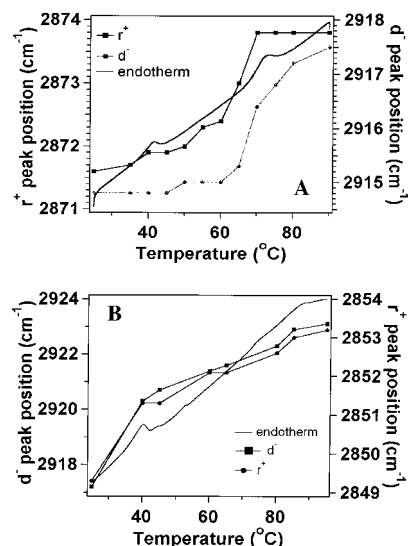 2874
2873
2872
2871
r+ peak position (cm-1)
r+
d-
endotherm
A
2918
2917
2916
2915
d- peak position (cm-1)
40 60 80
Temperature (oC)
2924
2922
2920
2918
d- peak position (cm-1)
B
endotherm
d-
r+
2854
2853
2852
2851
2850
2849
r+ peak position (cm-1)
40 60 80
Temperature (oC)